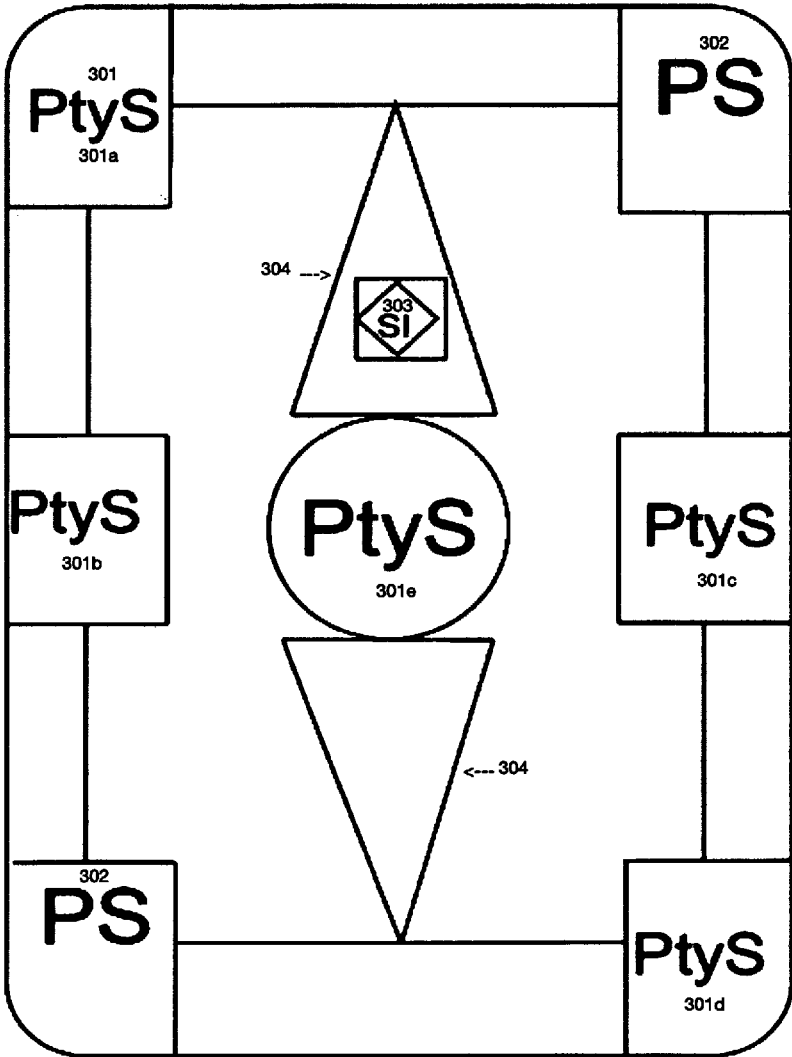 301
PtyS
301a
302
PS
304 --->
303
SI
PtyS
301b
PtyS
301e
PtyS
301c
<--- 304
302
PS
PtyS
301d